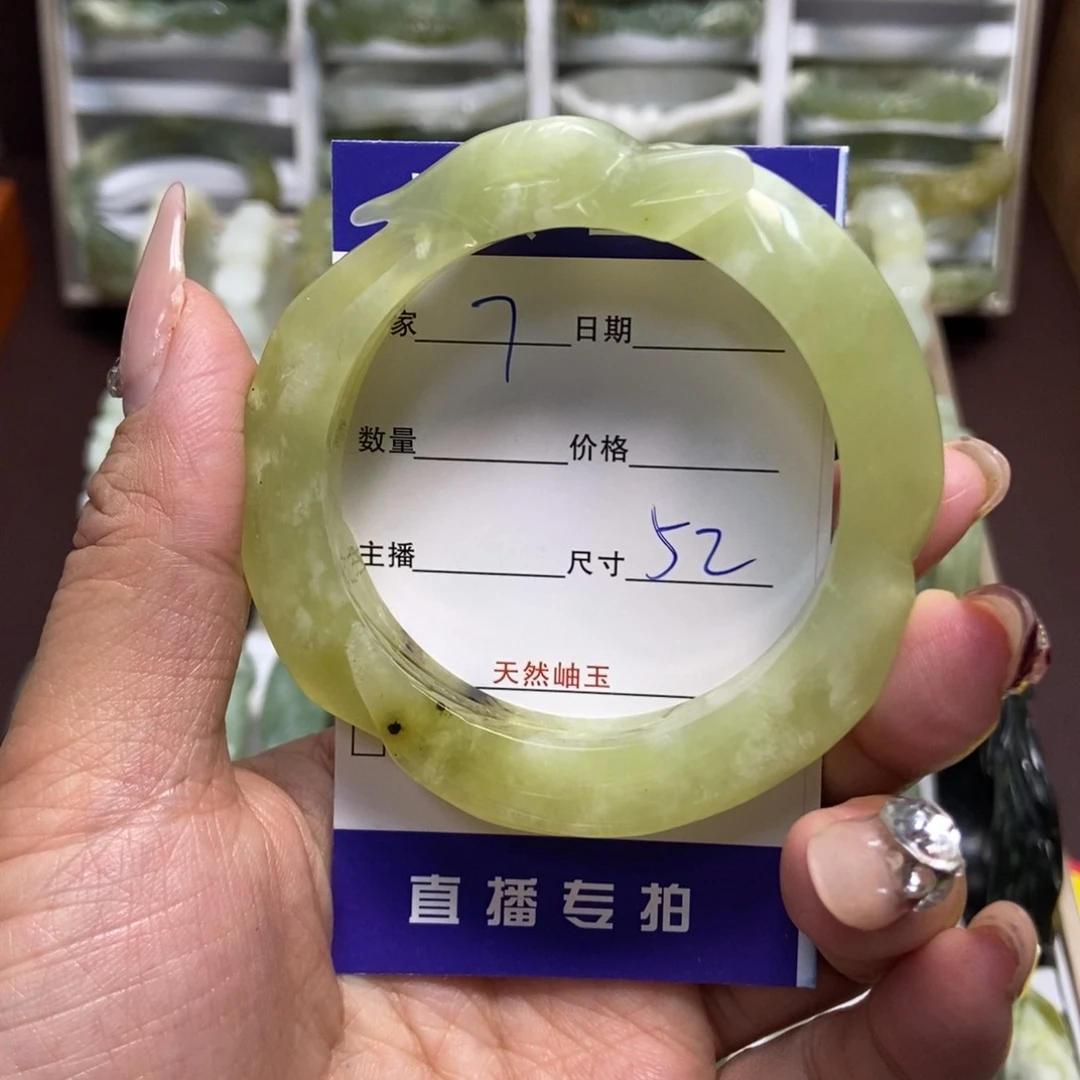 家 7 日期
数量 价格
主播 尺寸 52
天然岫玉
直播专拍